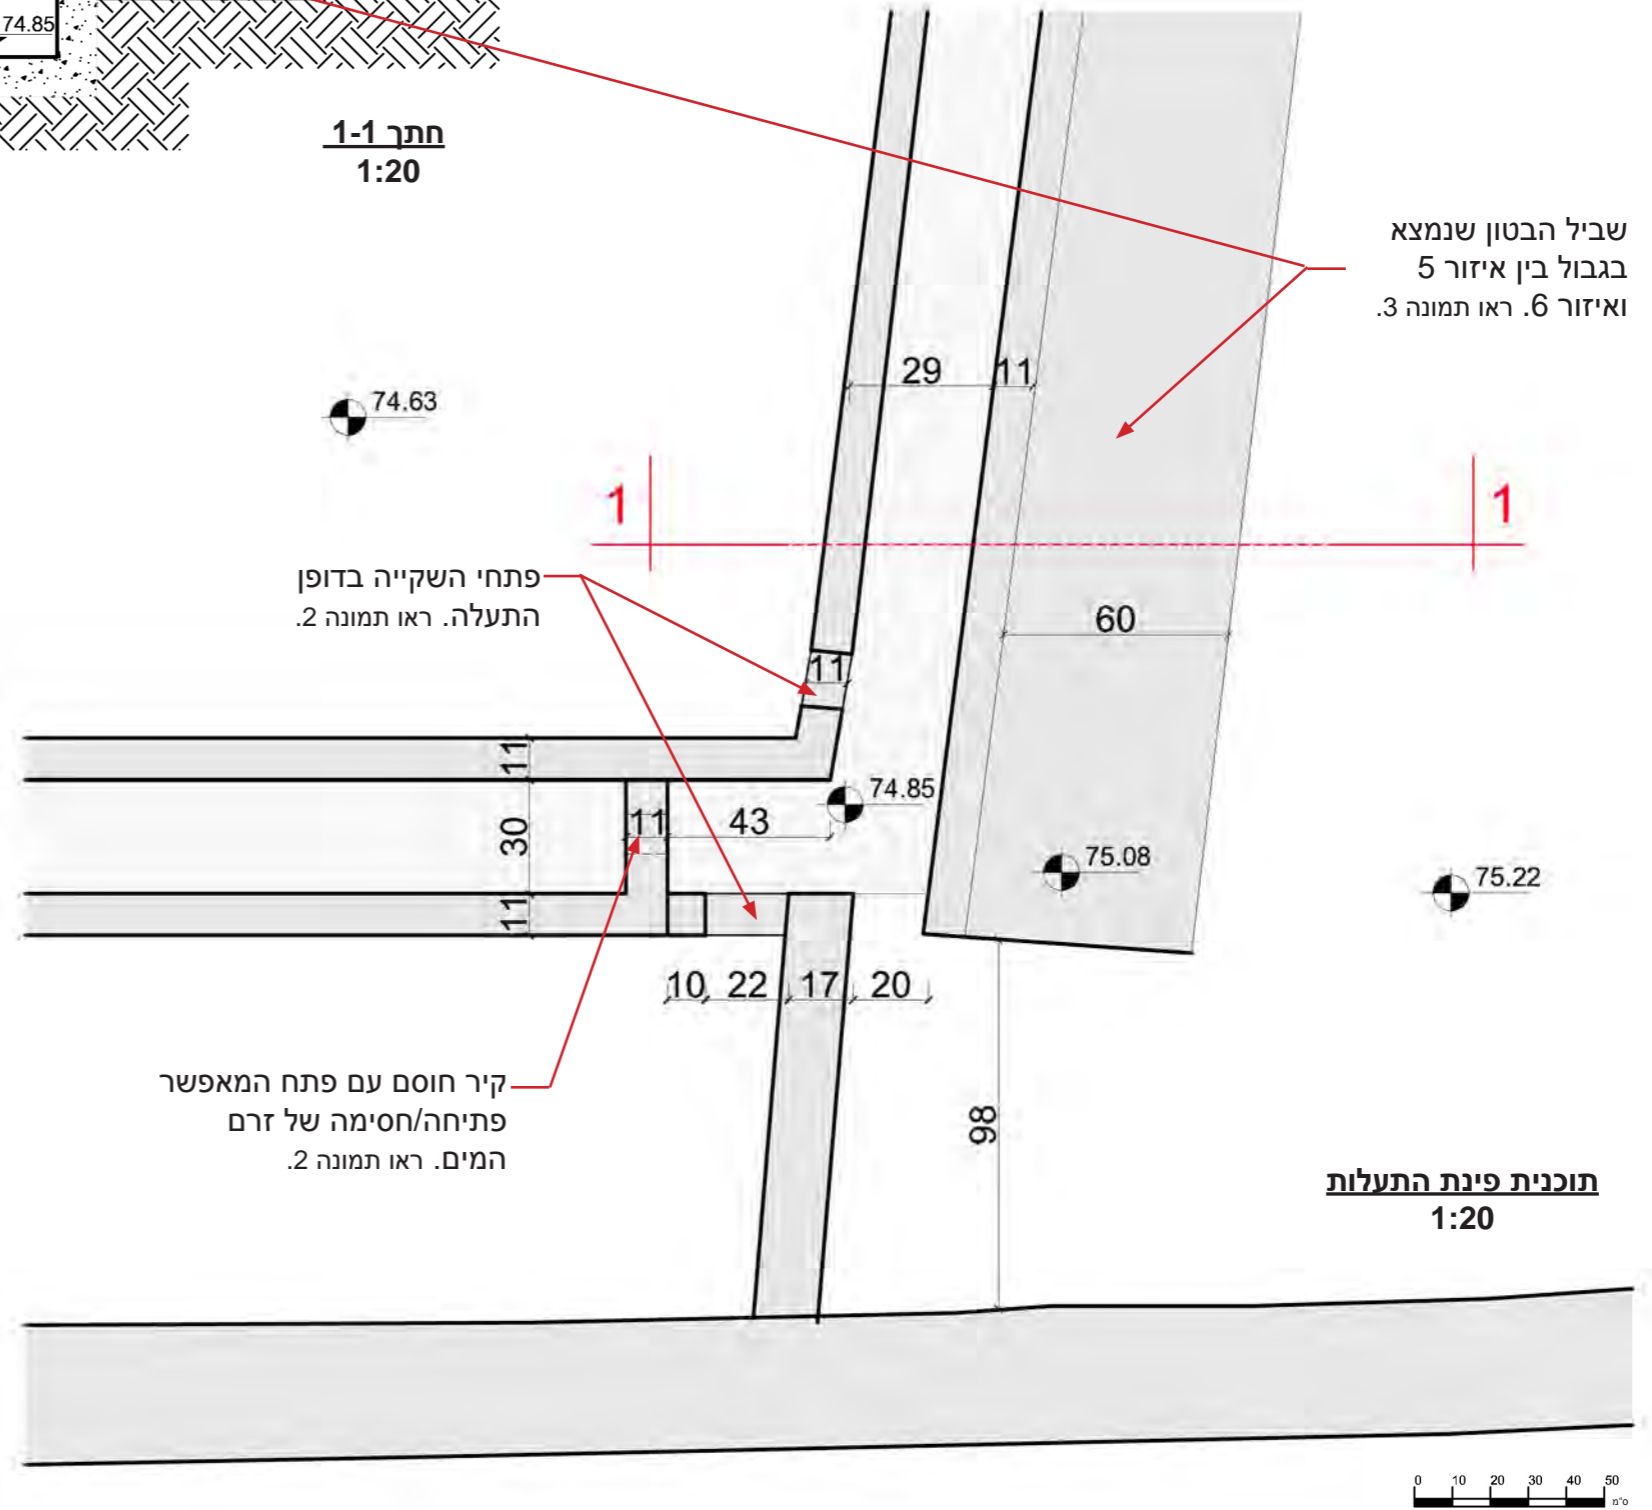 74.85
חתך 1-1
1:20
שביל הבטון שנמצא
בגבול בין איזור 5
ואיזור 6. ראו תמונה 3.
29
11
74.63
1
1
פתחי השקייה בדופן
התעלה. ראו תמונה 2.
60
11
11
74.85
30
11
43
75.08
75.22
11
10
22
17
20
קיר חוסם עם פתח המאפשר
פתיחה/חסימה של זרם
המים. ראו תמונה 2.
98
תוכנית פינת התעלות
1:20
0 10 20 30 40 50
ס"מ